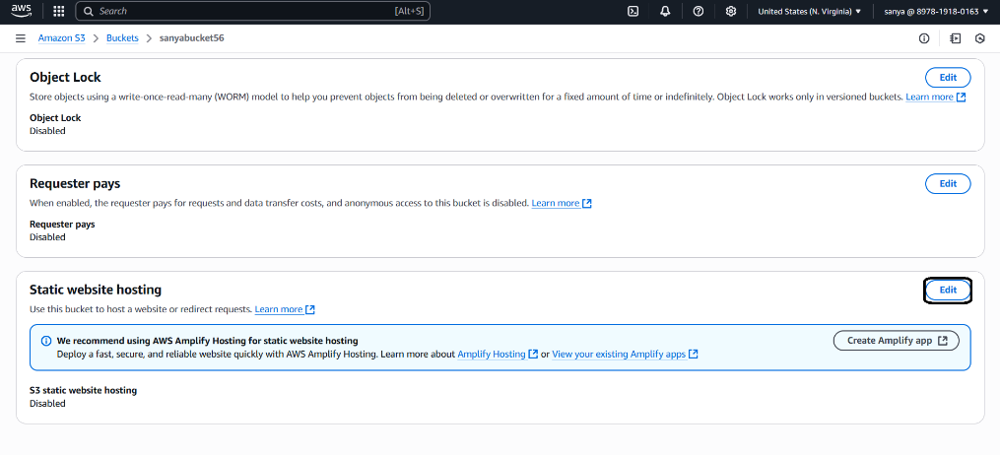 aws
Search [Alt+S] United States (N. Virginia) sanya @ 8978-1918-0163
Amazon S3 > Buckets > sanyabucket56
Object Lock Edit
Store objects using a write-once-read-many (WORM) model to help you prevent objects from being deleted or overwritten for a fixed amount of time or indefinitely. Object Lock works only in versioned buckets. Learn more
Object Lock
Disabled
Requester pays Edit
When enabled, the requester pays for requests and data transfer costs, and anonymous access to this bucket is disabled. Learn more
Requester pays
Disabled
Static website hosting Edit
Use this bucket to host a website or redirect requests. Learn more
We recommend using AWS Amplify Hosting for static website hosting Create Amplify app
Deploy a fast, secure, and reliable website quickly with AWS Amplify Hosting. Learn more about Amplify Hosting or View your existing Amplify apps
S3 static website hosting
Disabled